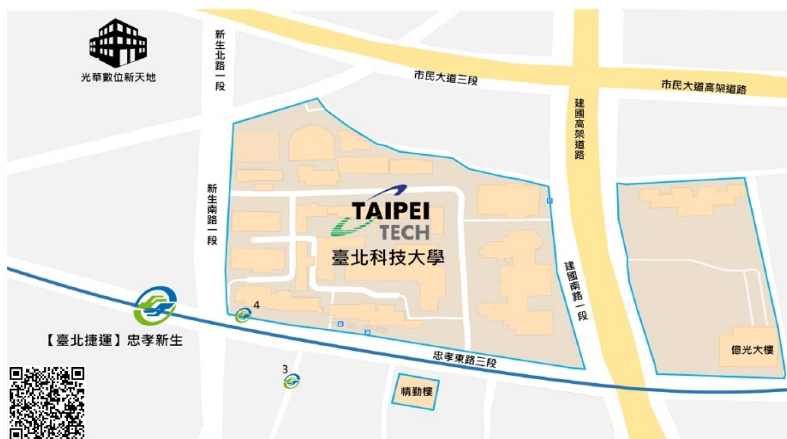 光華數位新天地
新生北路一段
市民大道三段
市民大道高架道路
建國高架道路
新生南路一段
TAIPEI
TECH
臺北科技大學
建國南路一段
4
【臺北捷運】忠孝新生
忠孝東路三段
億光大樓
3
精勤樓